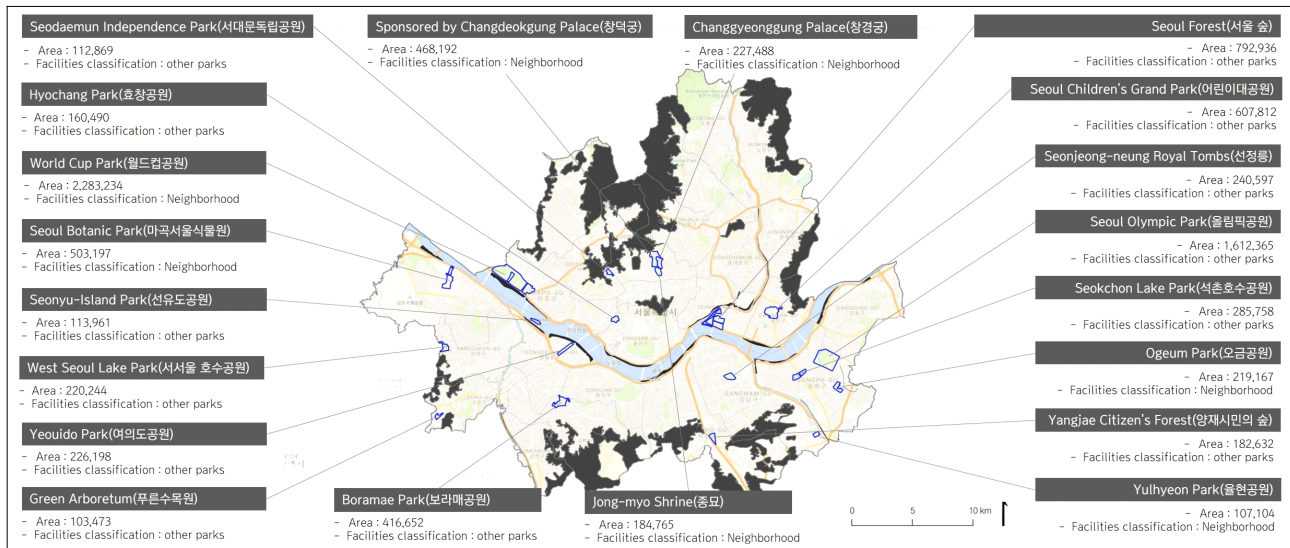 Seodaemun Independence Park(서대문독립공원)
- Area : 112,869
- Facilities classification : other parks
Hyochang Park(효창공원)
- Area : 160,490
- Facilities classification : other parks
World Cup Park(월드컵공원)
- Area : 2,283,234
- Facilities classification : Neighborhood
Seoul Botanic Park(마곡서울식물원)
- Area : 503,197
- Facilities classification : Neighborhood
Seonyu-Island Park(선유도공원)
- Area : 113,961
- Facilities classification : other parks
West Seoul Lake Park(서서울 호수공원)
- Area : 220,244
- Facilities classification : other parks
Yeouido Park(여의도공원)
- Area : 226,198
- Facilities classification : other parks
Green Arboretum(푸른수목원)
- Area : 103,473
- Facilities classification : other parks
Sponsored by Changdeokgung Palace(창덕궁)
- Area : 468,192
- Facilities classification : Neighborhood
Changgyeonggung Palace(창경궁)
- Area : 227,488
- Facilities classification : Neighborhood
서울특별시
Boramae Park(보라매공원)
- Area : 416,652
- Facilities classification : other parks
Jong-myo Shrine(종묘)
- Area : 184,765
- Facilities classification : Neighborhood
Seoul Forest(서울 숲)
- Area : 792,936
- Facilities classification : other parks
Seoul Children's Grand Park(어린이대공원)
- Area : 607,812
- Facilities classification : other parks
Seonjeong-neung Royal Tombs(선정릉)
- Area : 240,597
- Facilities classification : other parks
Seoul Olympic Park(올림픽공원)
- Area : 1,612,365
- Facilities classification : other parks
Seokchon Lake Park(석촌호수공원)
- Area : 285,758
- Facilities classification : other parks
Ogeum Park(오금공원)
- Area : 219,167
- Facilities classification : Neighborhood
Yangjae Citizen's Forest(양재시민의 숲)
- Area : 182,632
- Facilities classification : other parks
Yulhyeon Park(율현공원)
- Area : 107,104
- Facilities classification : Neighborhood
0 5 10 km